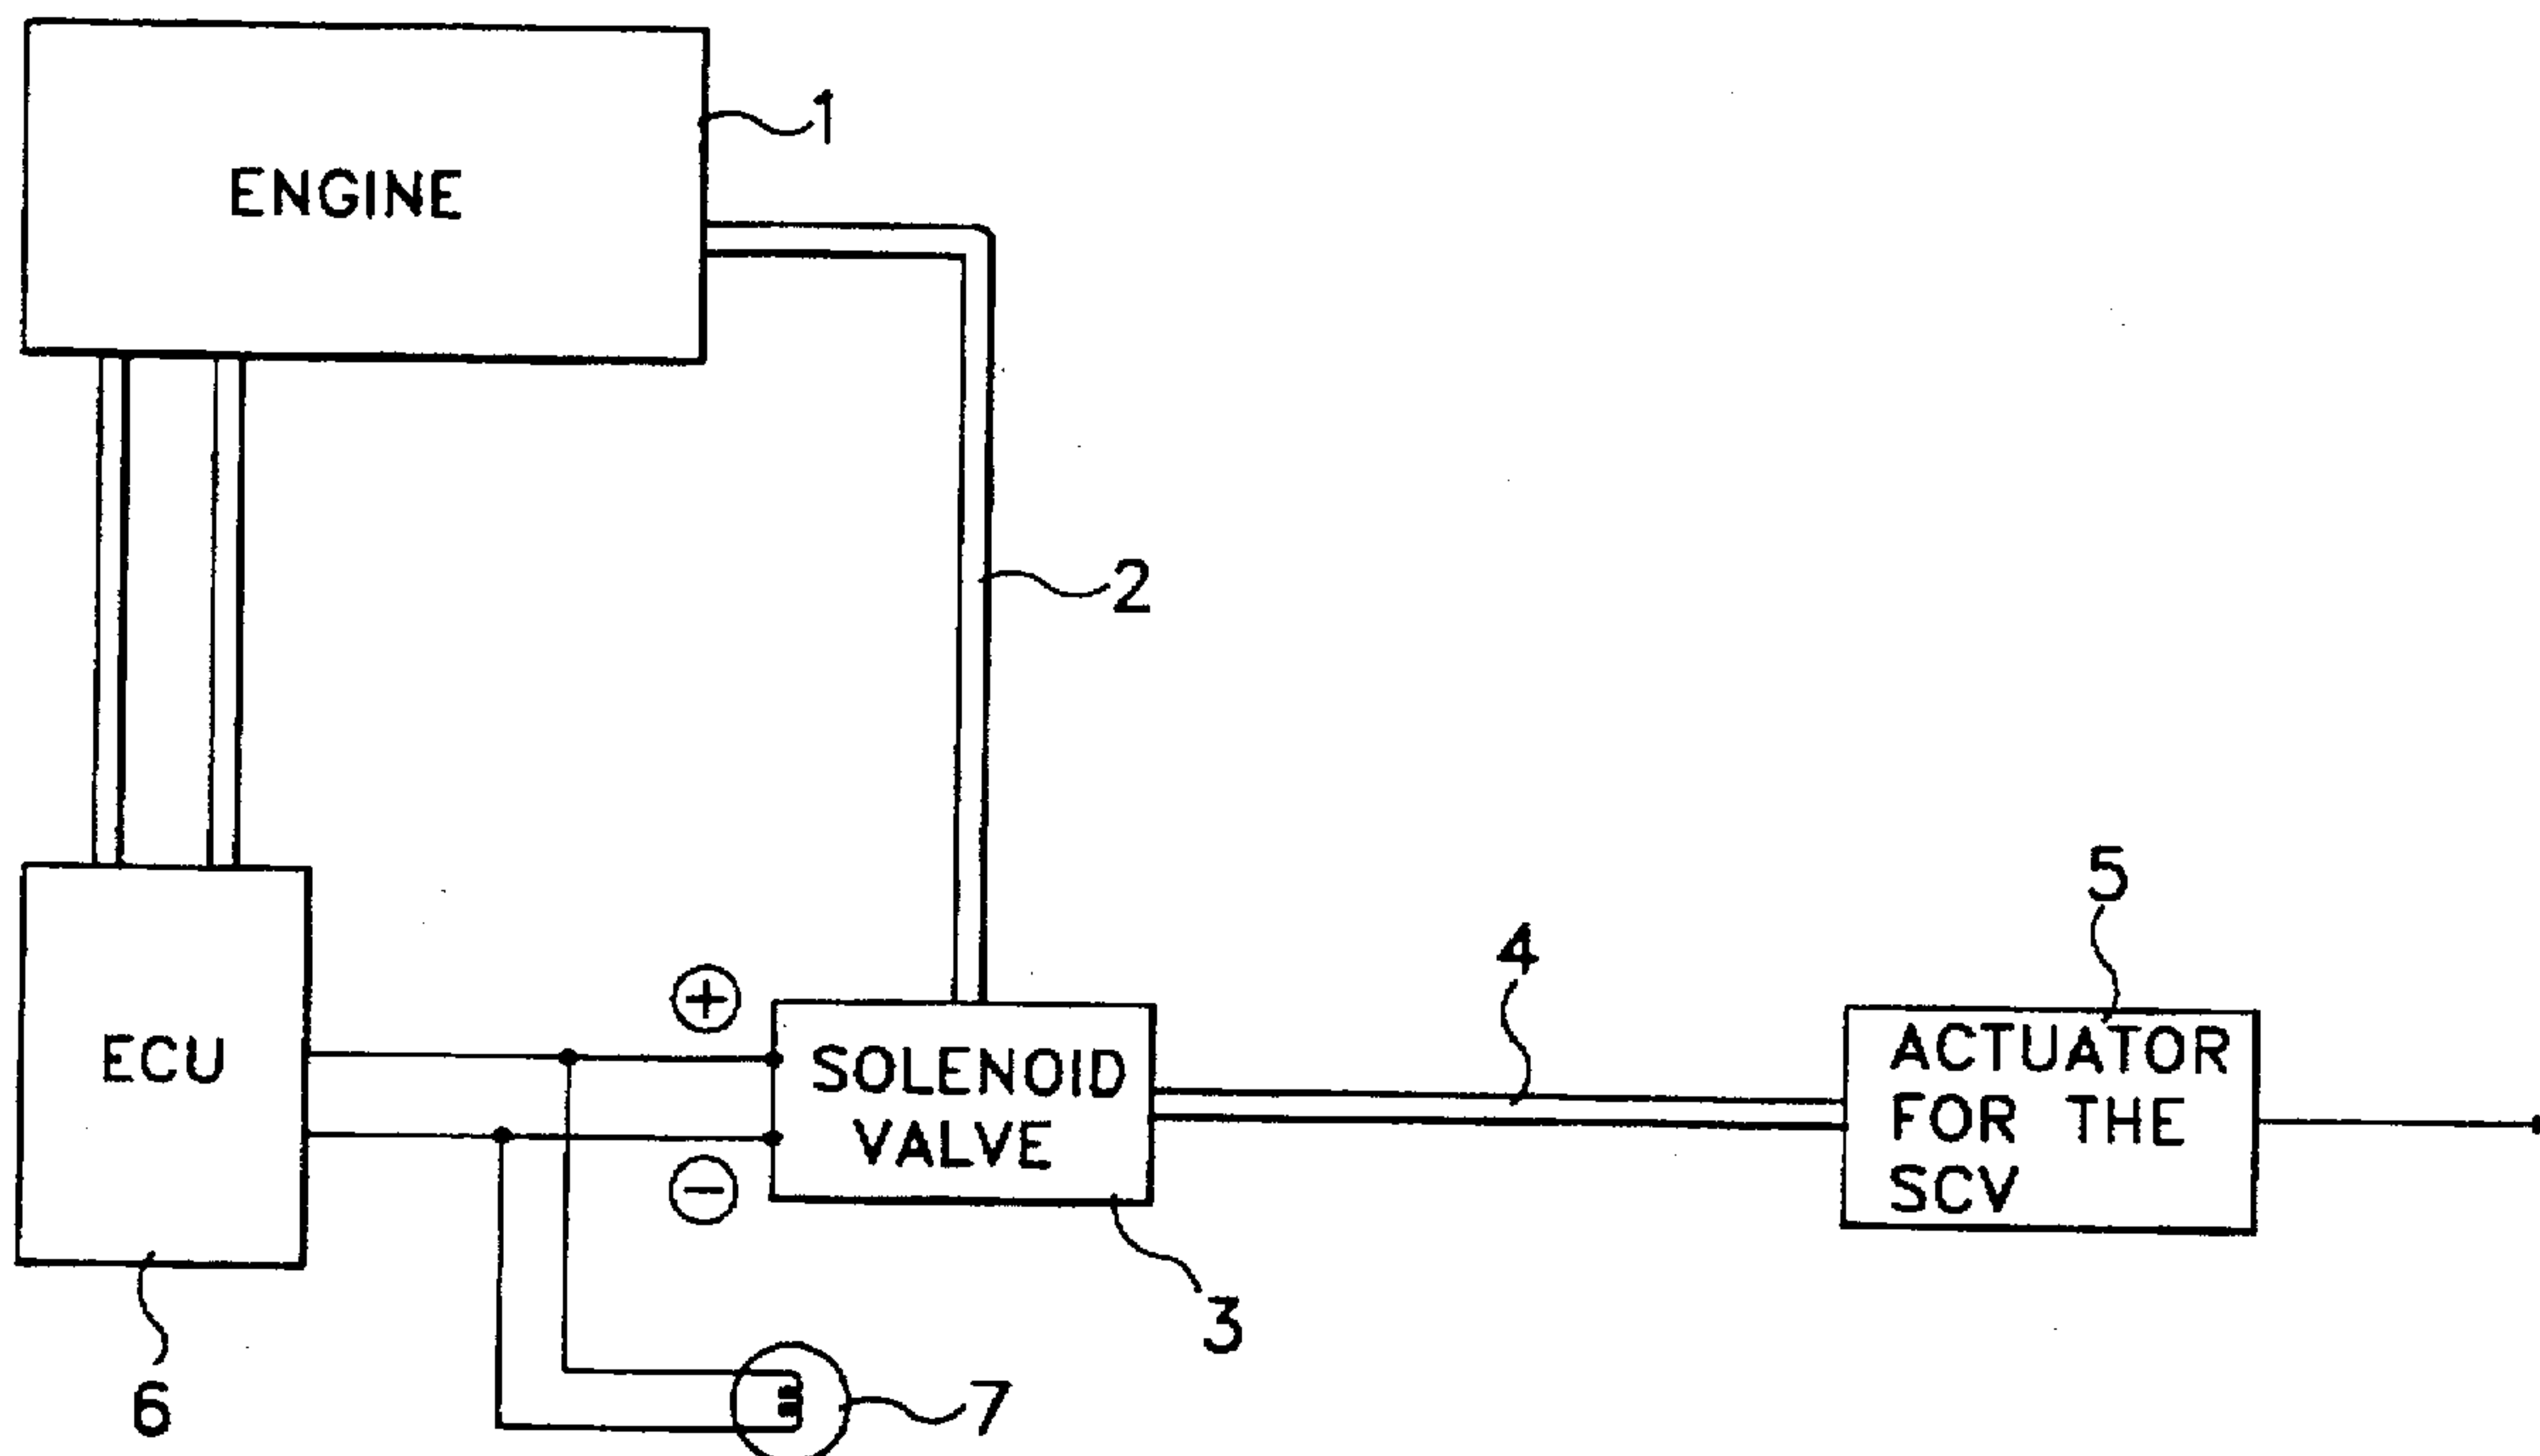 1
ENGINE
2
5
4
+
ACTUATOR
FOR THE
SCV
SOLENOID
VALVE
ECU
−
3
6
7